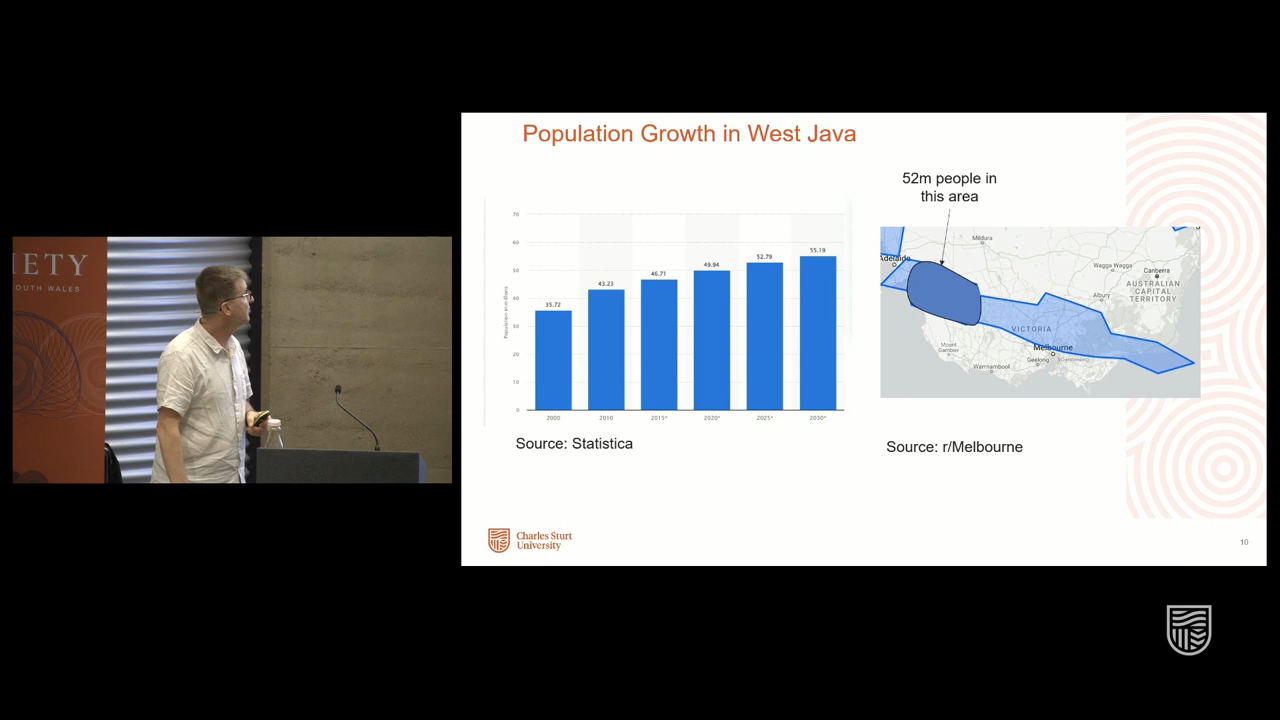 IETY
OUTH WALES
Population Growth in West Java
52m people in
this area
Population in millions
70
60
50
40
30
20
10
0
35.72
43.23
46.71
49.94
52.79
55.19
2000
2010
2015*
2020*
2025*
2030*
Source: Statistica
Mildura
Adelaide
Wagga Wagga
Canberra
AUSTRALIAN
CAPITAL
TERRITORY
Albury
VICTORIA
Mount
Gambier
Melbourne
Geelong
Warrnambool
Source: r/Melbourne
Charles Sturt
University
10